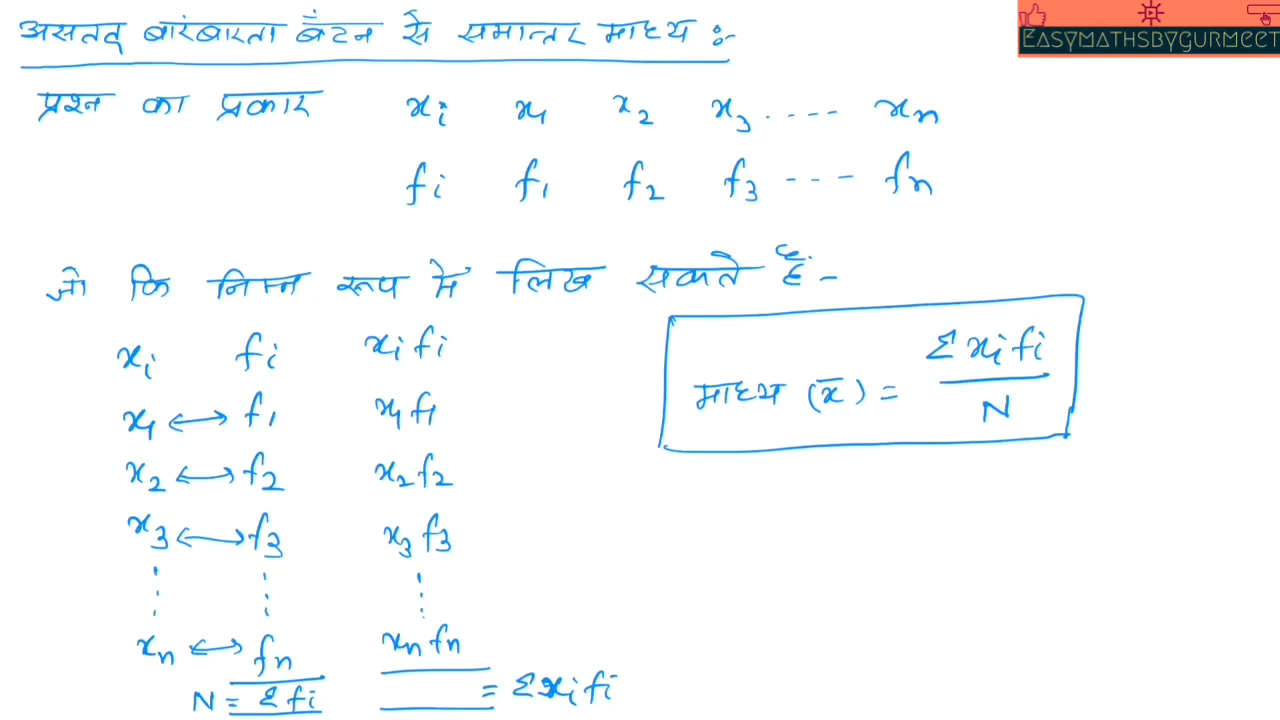 असतत् बारंबारता बँटन से समान्तर माध्य :-
EASYMATHSBYGURMEET
प्रश्न का प्रकार xi x1 x2 x3 .... xn
fi f1 f2 f3 --- fn
जो कि निम्न रूप में लिख सकते हैं -
xi fi xifi
माध्य (x̄) = Σxifi / N
x1 ↔ f1 x1f1
x2 ↔ f2 x2f2
x3 ↔ f3 x3f3
xn ↔ fn xnfn
N = Σfi = Σxifi